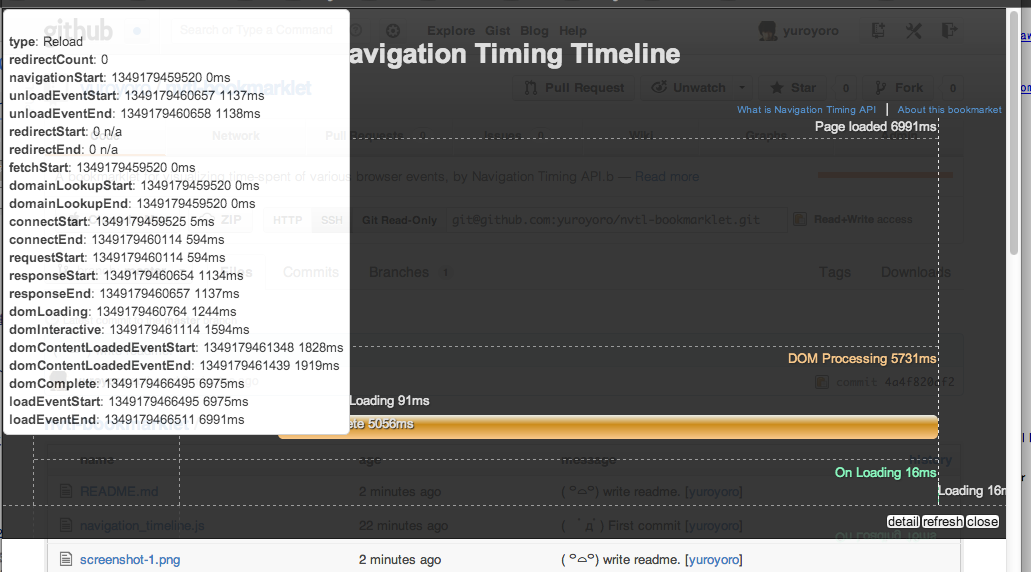 github
Search or Type a Command
Explore Gist Blog Help
yuroyoro
type: Reload
redirectCount: 0
navigationStart: 1349179459520 0ms
unloadEventStart: 1349179460657 1137ms
unloadEventEnd: 1349179460658 1138ms
redirectStart: 0 n/a
redirectEnd: 0 n/a
fetchStart: 1349179459520 0ms
domainLookupStart: 1349179459520 0ms
domainLookupEnd: 1349179459520 0ms
connectStart: 1349179459525 5ms
connectEnd: 1349179460114 594ms
requestStart: 1349179460114 594ms
responseStart: 1349179460654 1134ms
responseEnd: 1349179460657 1137ms
domLoading: 1349179460764 1244ms
domInteractive: 1349179461114 1594ms
domContentLoadedEventStart: 1349179461348 1828ms
domContentLoadedEventEnd: 1349179461439 1919ms
domComplete: 1349179466495 6975ms
loadEventStart: 1349179466495 6975ms
loadEventEnd: 1349179466511 6991ms
avigation Timing Timeline
Pull Request Unwatch Star 0 Fork 0
What is Navigation Timing API | About this bookmarket
Page loaded 6991ms
Network Pull Requests 0 Issues 0 Wiki Graphs
time-spent of various browser events, by Navigation Timing API.b — Read more
ZIP HTTP SSH Git Read-Only git@github.com:yuroyoro/nvtl-bookmarklet.git Read+Write access
Files Commits Branches 1 Tags Downloads
DOM Processing 5731ms
commit 4a4f820cf2
Loading 91ms
ete 5056ms
name age message history
On Loading 16ms
Loading 16m
README.md 2 minutes ago write readme. [yuroyoro]
navigation_timeline.js 22 minutes ago First commit [yuroyoro]
detail refresh close
screenshot-1.png 2 minutes ago write readme. [yuroyoro]